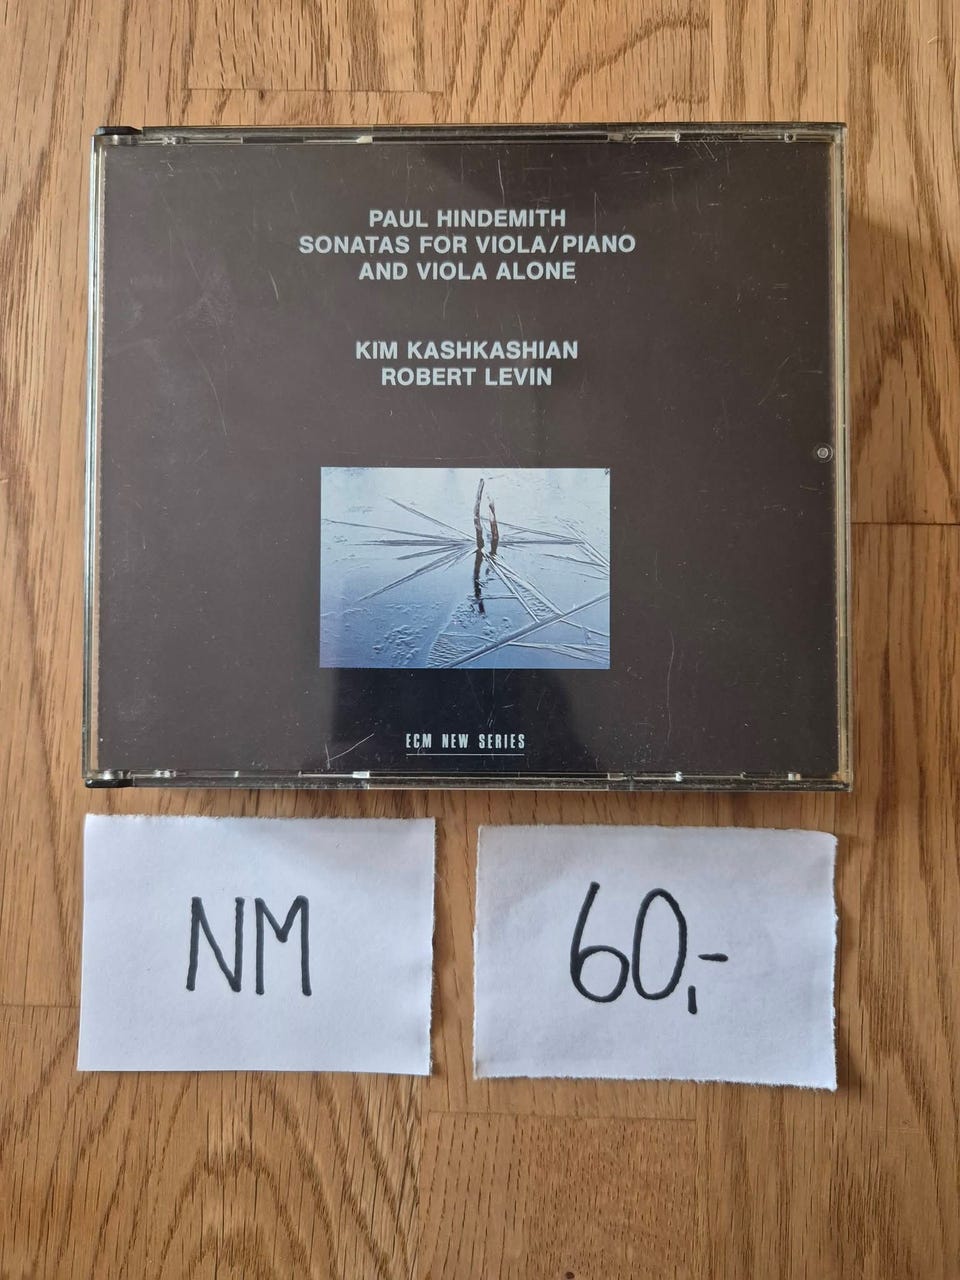 PAUL HINDEMITH
SONATAS FOR VIOLA/PIANO
AND VIOLA ALONE
KIM KASHKASHIAN
ROBERT LEVIN
ECM NEW SERIES
NM
60,-